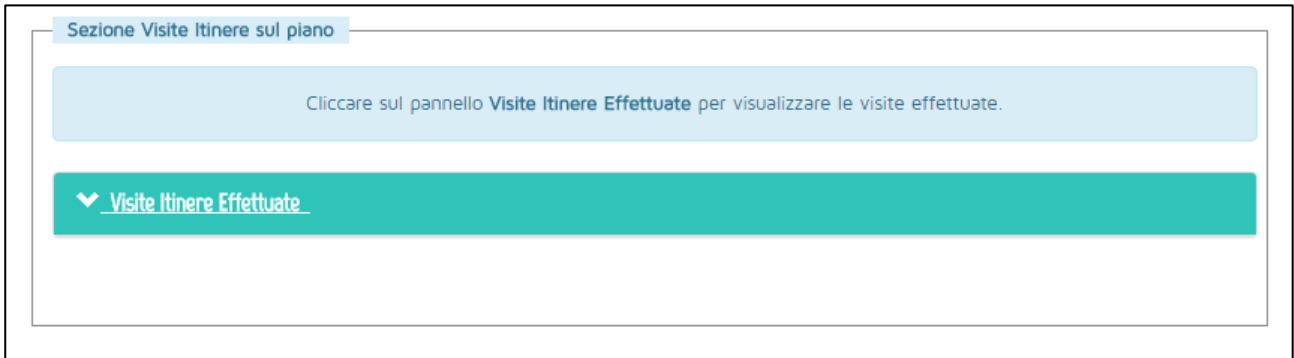 Sezione Visite Itinere sul piano
Cliccare sul pannello Visite Itinere Effettuate per visualizzare le visite effettuate.
Visite Itinere Effettuate